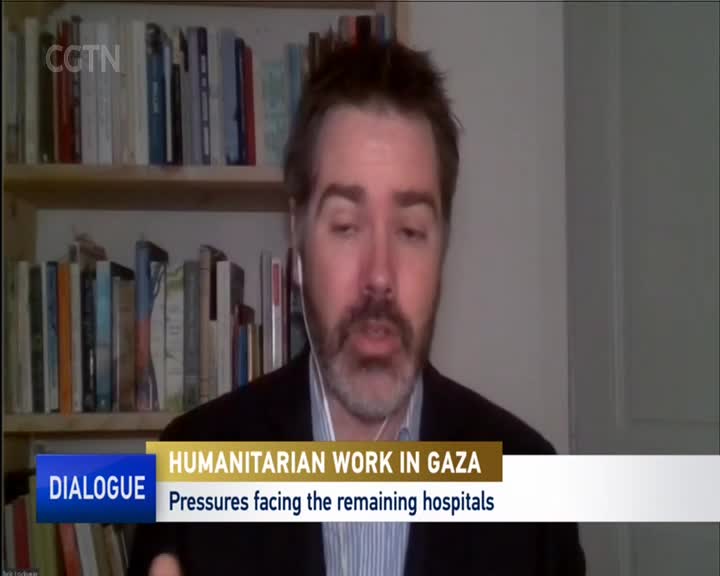 CGTN
HUMANITARIAN WORK IN GAZA
DIALOGUE
Pressures facing the remaining hospitals